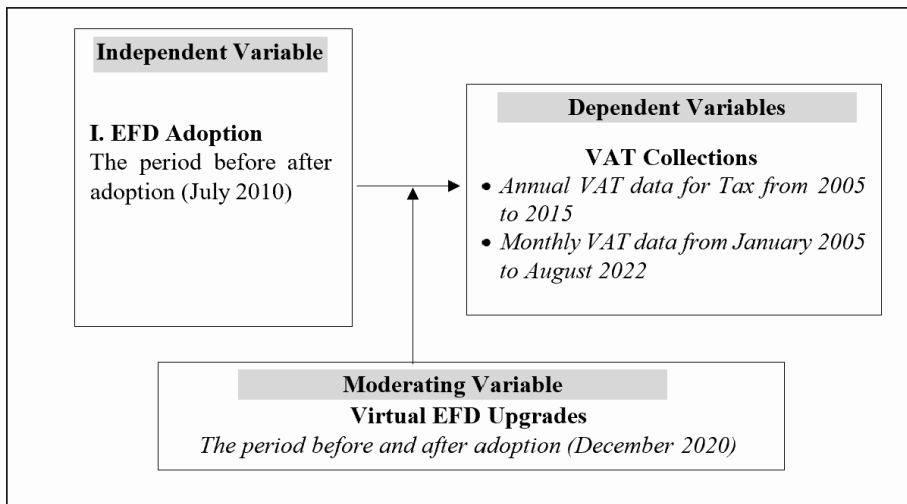 Independent Variable
I. EFD Adoption
The period before after
adoption (July 2010)
Dependent Variables
VAT Collections
• Annual VAT data for Tax from 2005
to 2015
• Monthly VAT data from January 2005
to August 2022
Moderating Variable
Virtual EFD Upgrades
The period before and after adoption (December 2020)